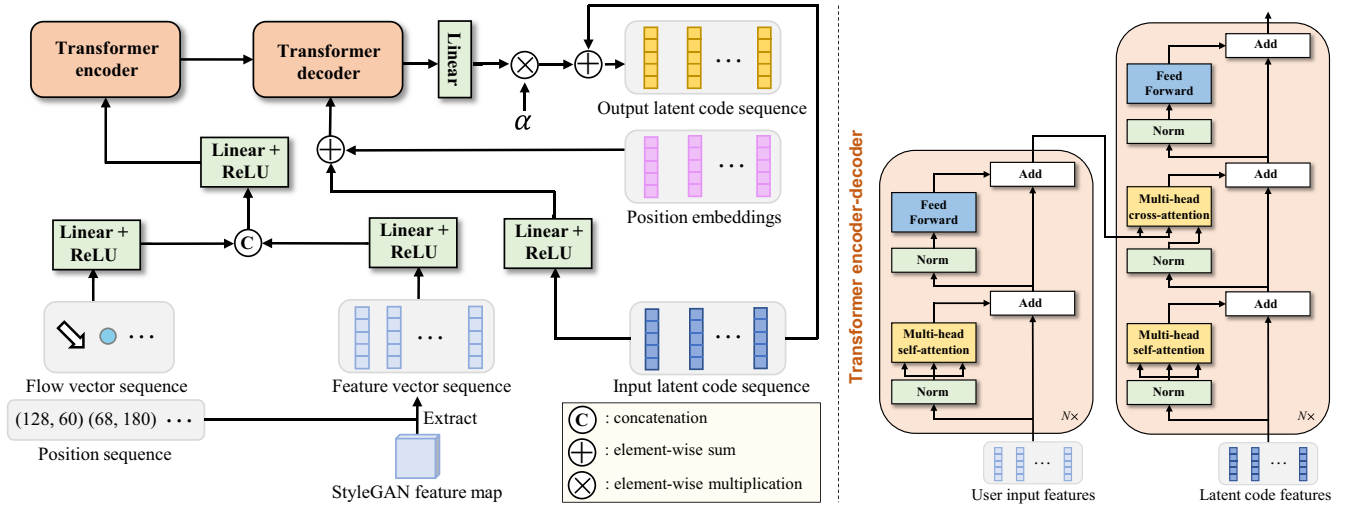 Transformer
encoder
Transformer
decoder
Linear
α
Output latent code sequence
Linear +
ReLU
Position embeddings
Linear +
ReLU
C
Linear +
ReLU
Linear +
ReLU
Flow vector sequence
Feature vector sequence
Input latent code sequence
(128, 60) (68, 180) ···
Position sequence
Extract
StyleGAN feature map
C : concatenation
: element-wise sum
: element-wise multiplication
Transformer encoder-decoder
Add
Feed
Forward
Norm
Add
Multi-head
self-attention
Norm
N×
User input features
Add
Feed
Forward
Norm
Add
Multi-head
cross-attention
Norm
Add
Multi-head
self-attention
Norm
N×
Latent code features